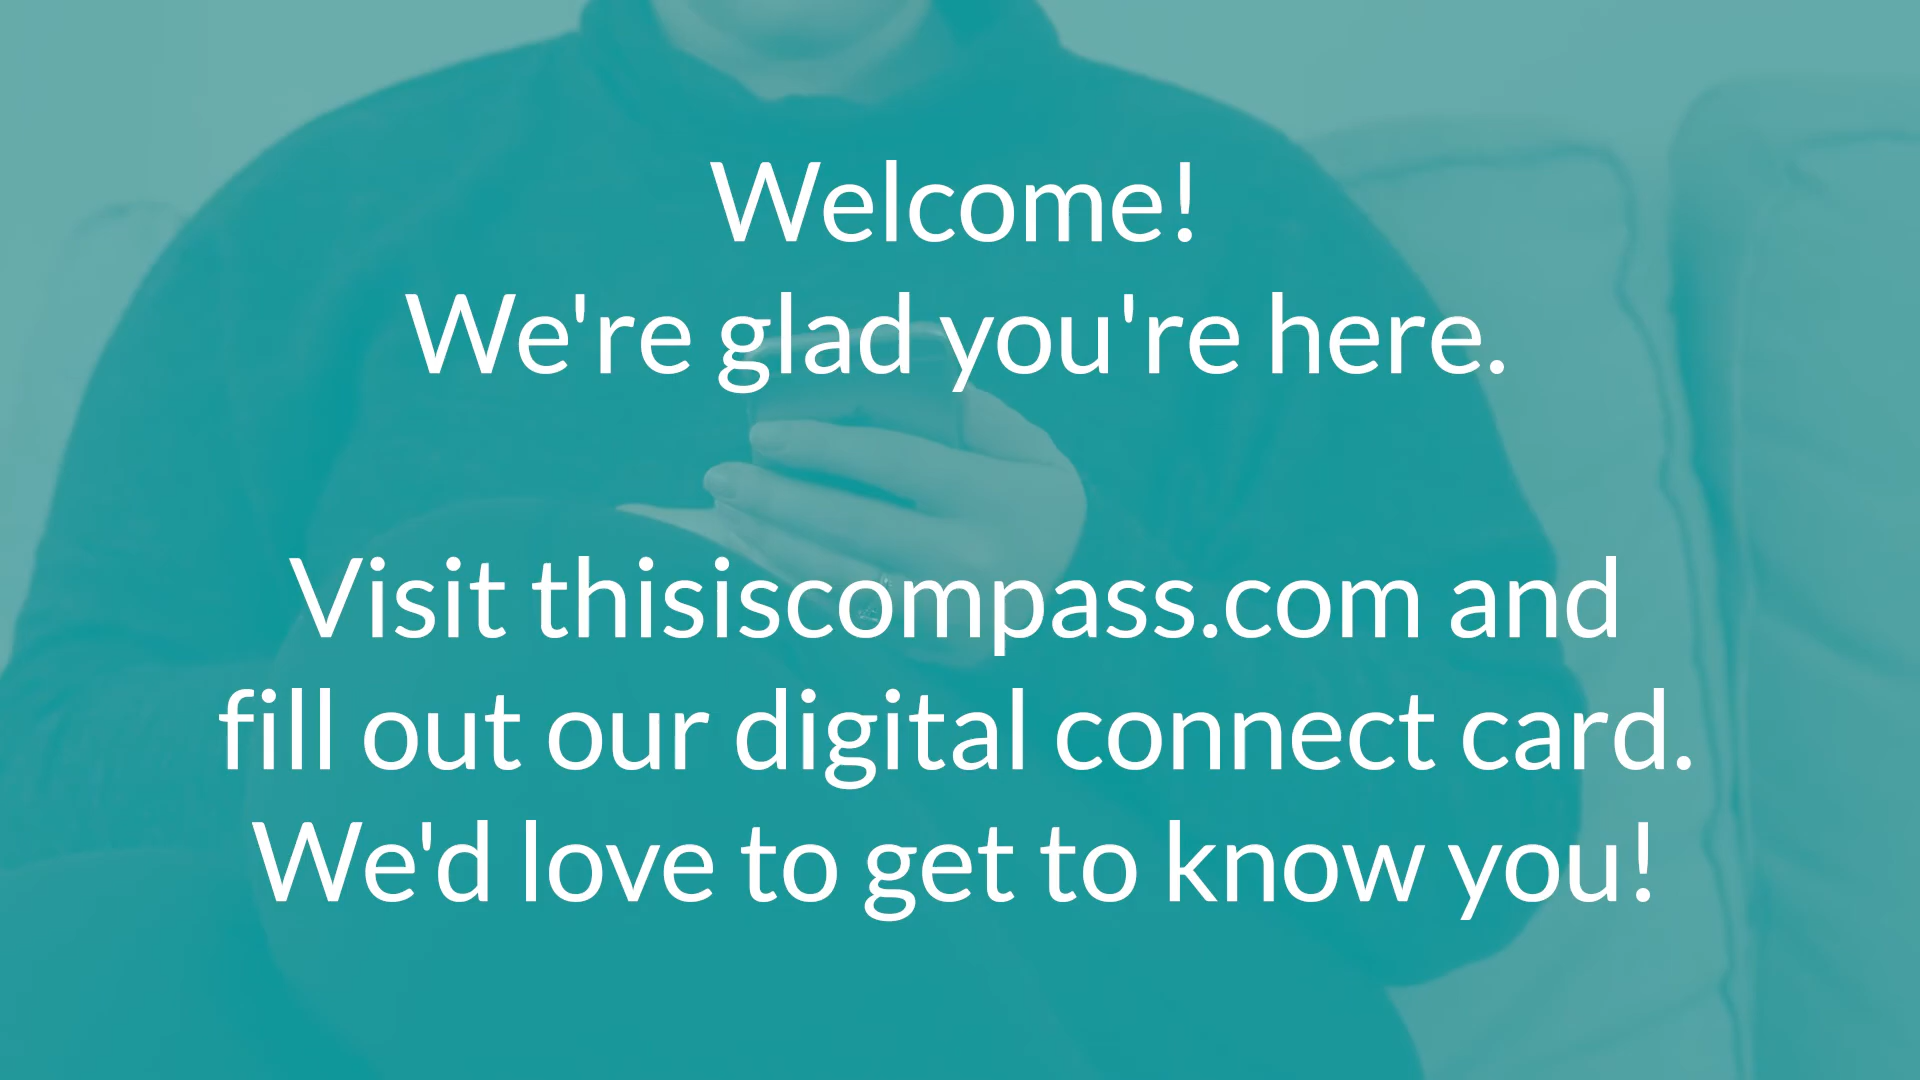 Welcome!
We're glad you're here.
Visit thisiscompass.com and
fill out our digital connect card.
We'd love to get to know you!